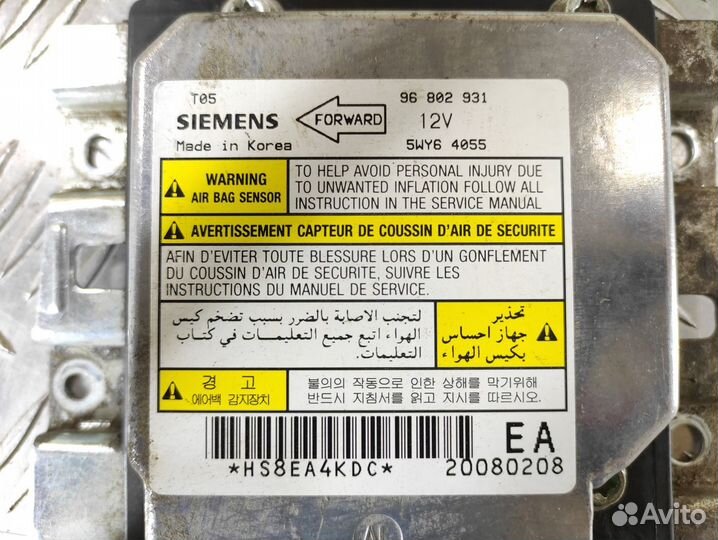 T05
96 802 931
SIEMENS
FORWARD
12V
Made in Korea
5WY6 4055
WARNING
AIR BAG SENSOR
TO HELP AVOID PERSONAL INJURY DUE
TO UNWANTED INFLATION FOLLOW ALL
INSTRUCTION IN THE SERVICE MANUAL
AVERTISSEMENT CAPTEUR DE COUSSIN D'AIR DE SECURITE
AFIN D'EVITER TOUTE BLESSURE LORS D'UN GONFLEMENT
DU COUSSIN D'AIR DE SECURITE, SUIVRE LES
INSTRUCTIONS DU MANUEL DE SERVICE.
تحذير
جهاز احساس
بكيس الهواء
لتجنب الاصابة بالضرر بسبب تضخم كيس
الهواء اتبع جميع التعليمـــات في كتاب
التعليمات.
경 고
에어백 감지장치
불의의 작동으로 인한 상해를 막기위해
반드시 지침서를 읽고 지시를 따르십시오.
EA
*HS8EA4KDC*
20080208
Avito